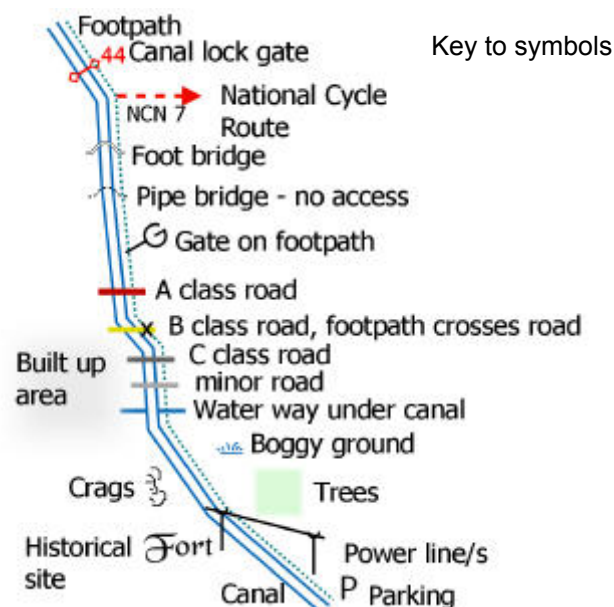 Footpath
44 Canal lock gate
Key to symbols
National Cycle
Route
NCN 7
Foot bridge
Pipe bridge - no access
Gate on footpath
A class road
B class road, footpath crosses road
C class road
Built up
area
minor road
Water way under canal
Boggy ground
Crags
Trees
Historical
site
Fort
Power line/s
Canal
P Parking